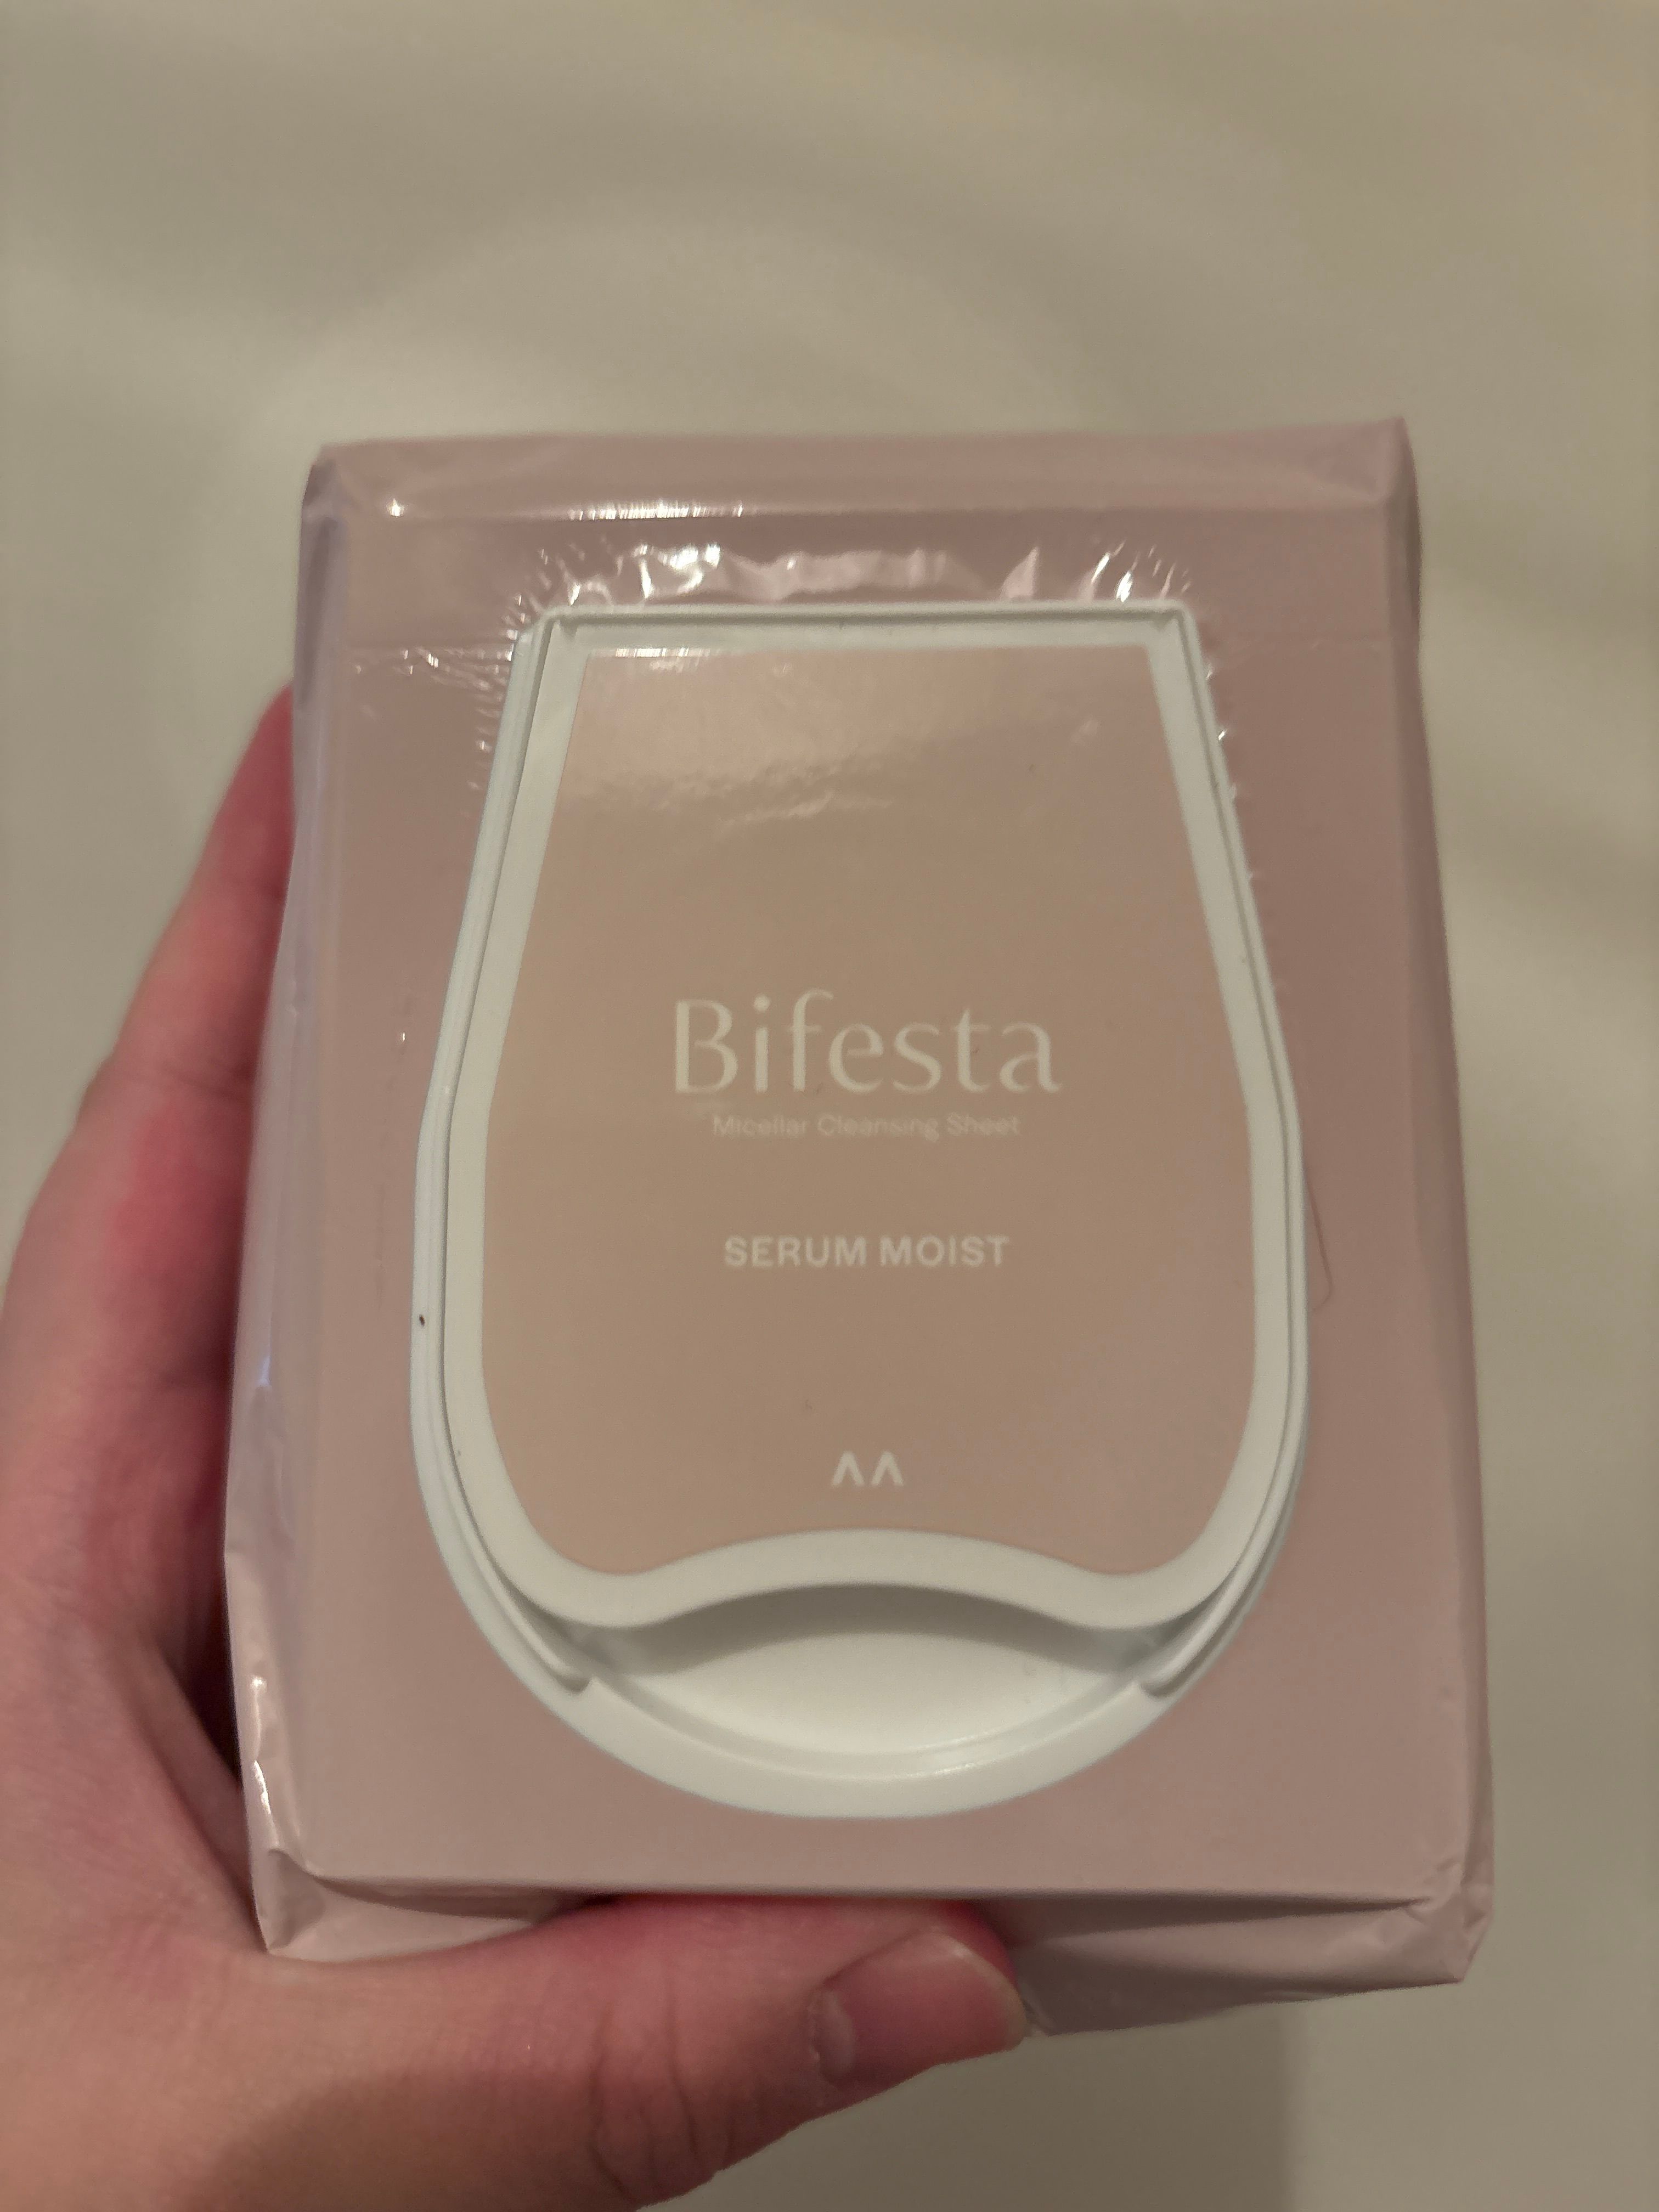 Bifesta
Micellar Cleansing Sheet
SERUM MOIST